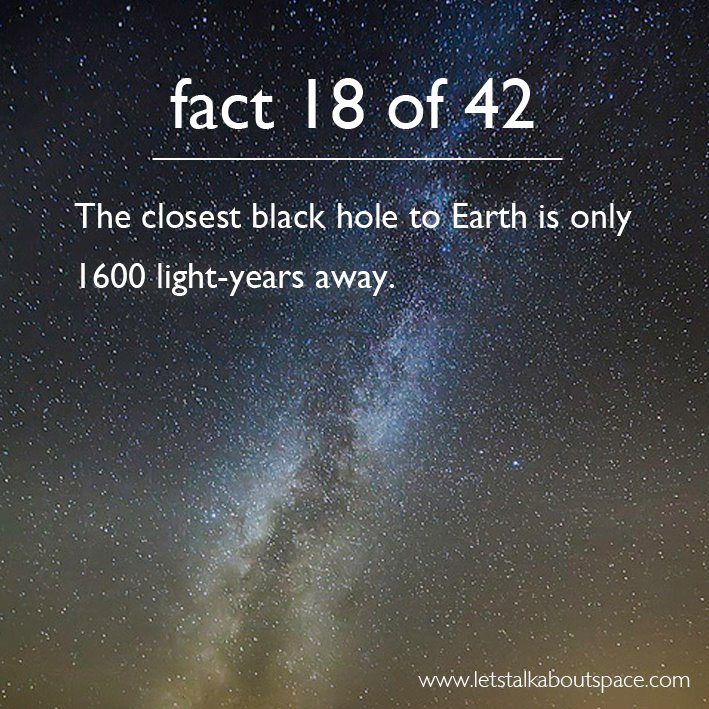 fact 18 of 42
The closest black hole to Earth is only
1600 light-years away.
www.letstalkaboutspace.com